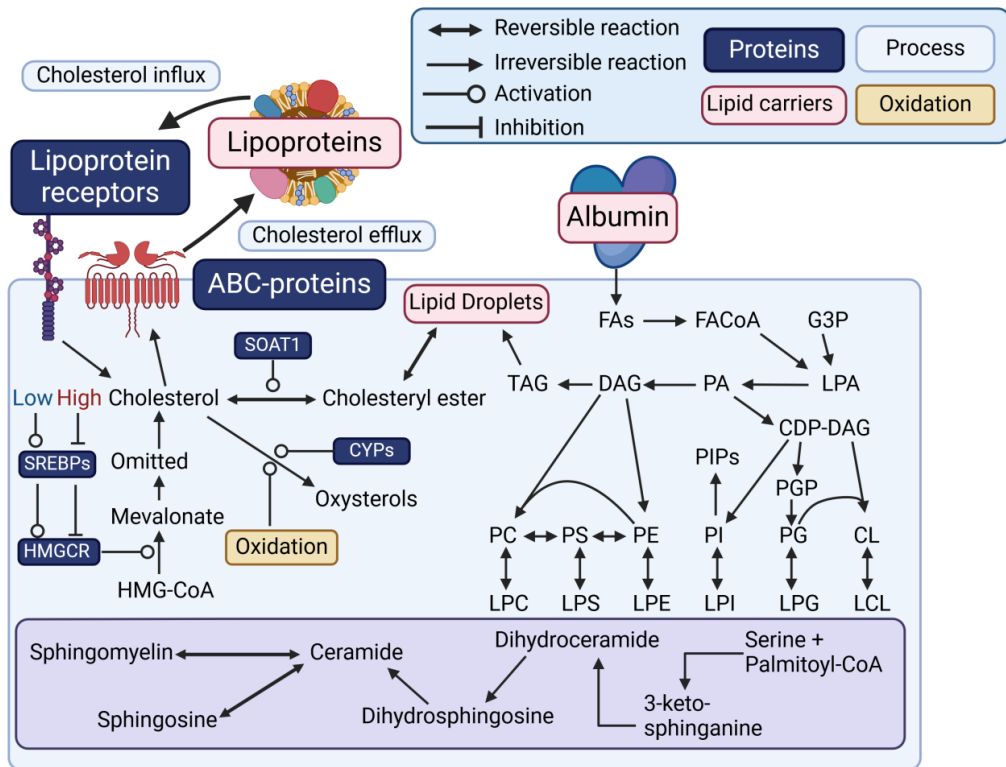 Reversible reaction
Irreversible reaction
Activation
Inhibition
Proteins
Process
Lipid carriers
Oxidation
Cholesterol influx
Lipoproteins
Lipoprotein
receptors
Cholesterol efflux
ABC-proteins
Albumin
Lipid Droplets
FAs
FACoA
G3P
SOAT1
TAG
DAG
PA
LPA
Low High Cholesterol
Cholesteryl ester
CDP-DAG
SREBPs
Omitted
CYPs
PIPs
PGP
Oxysterols
Mevalonate
PC
PS
PE
PI
PG
CL
HMGCR
Oxidation
HMG-CoA
LPC
LPS
LPE
LPI
LPG
LCL
Sphingomyelin
Ceramide
Dihydroceramide
Serine +
Palmitoyl-CoA
Sphingosine
Dihydrosphingosine
3-keto-
sphinganine